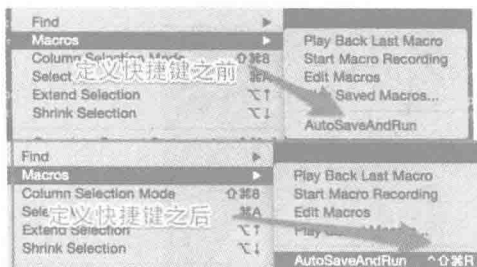 Find
Macros
Column Selection Mode ⇧⌘8
Select ⌘A
Extend Selection ⌥↑
Shrink Selection ⌥↓
定义快捷键之前
Play Back Last Macro
Start Macro Recording
Edit Macros
Saved Macros...
AutoSaveAndRun
Find
Macros
Column Selection Mode ⇧⌘8
⌘A
Extend Selection ⌥↑
Shrink Selection ⌥↓
定义快捷键之后
Play Back Last Macro
Start Macro Recording
Edit Macros
AutoSaveAndRun ^⇧⌘R